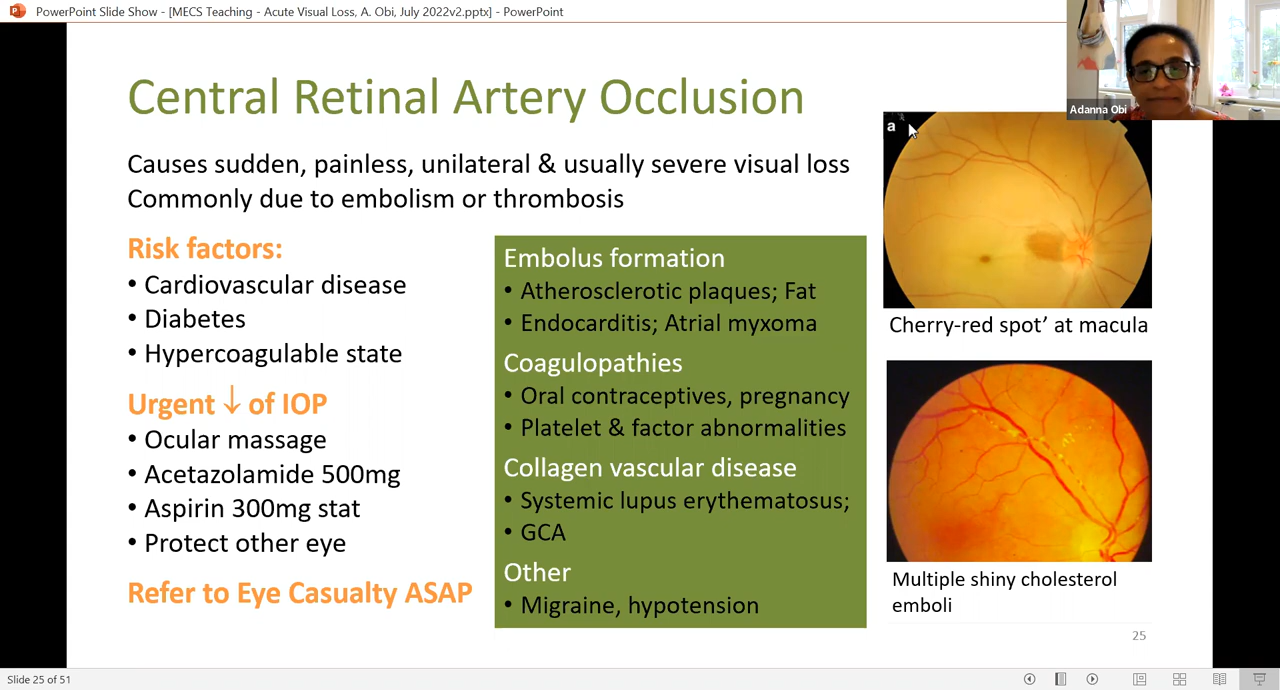 PowerPoint Slide Show - [MECS Teaching - Acute Visual Loss, A. Obi, July 2022v2.pptx] - PowerPoint
Adanna Obi
Central Retinal Artery Occlusion
Causes sudden, painless, unilateral & usually severe visual loss
Commonly due to embolism or thrombosis
Risk factors:
• Cardiovascular disease
• Diabetes
• Hypercoagulable state
Urgent ↓ of IOP
• Ocular massage
• Acetazolamide 500mg
• Aspirin 300mg stat
• Protect other eye
Refer to Eye Casualty ASAP
Embolus formation
• Atherosclerotic plaques; Fat
• Endocarditis; Atrial myxoma
Coagulopathies
• Oral contraceptives, pregnancy
• Platelet & factor abnormalities
Collagen vascular disease
• Systemic lupus erythematosus;
• GCA
Other
• Migraine, hypotension
a
Cherry-red spot’ at macula
Multiple shiny cholesterol
emboli
25
Slide 25 of 51